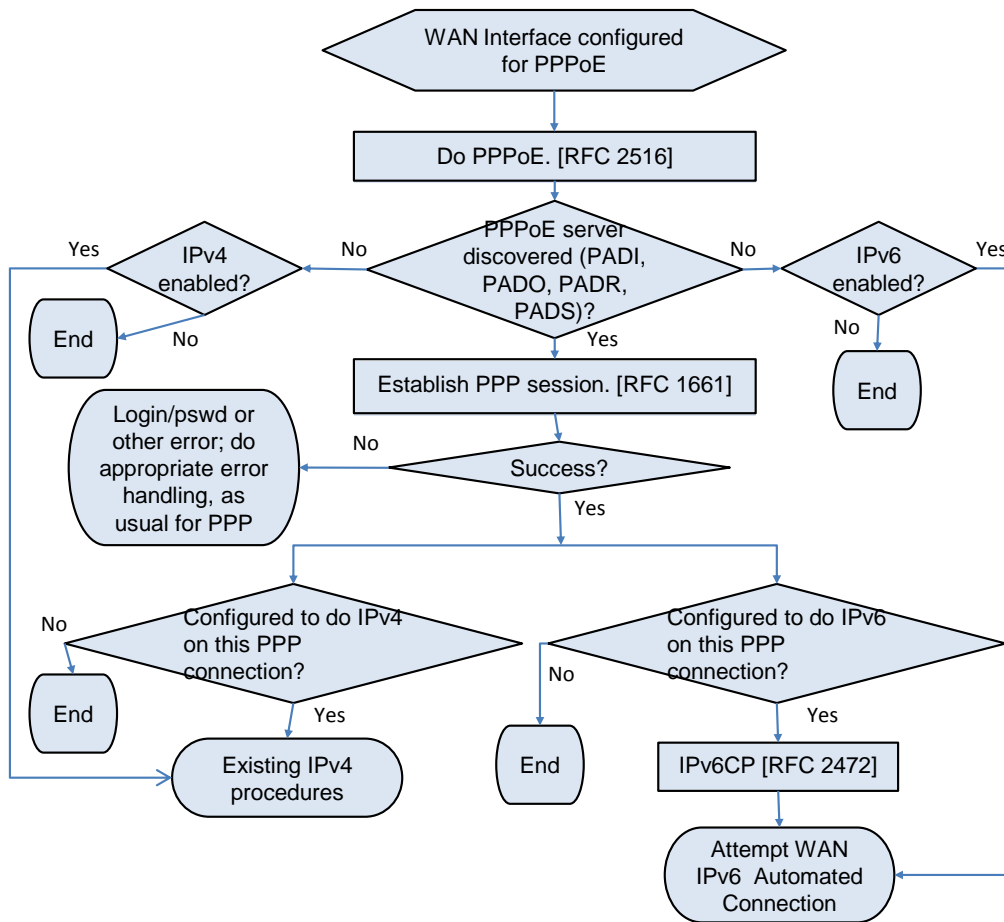 WAN Interface configured
for PPPoE
Do PPPoE. [RFC 2516]
Yes
IPv4
enabled?
No
PPPoE server
discovered (PADI,
PADO, PADR,
PADS)?
No
IPv6
enabled?
Yes
End
No
Yes
No
End
Establish PPP session. [RFC 1661]
Login/pswd or
other error; do
appropriate error
handling, as
usual for PPP
No
Success?
Yes
No
Configured to do IPv4
on this PPP
connection?
Configured to do IPv6
on this PPP
connection?
No
End
Yes
Yes
Existing IPv4
procedures
End
IPv6CP [RFC 2472]
Attempt WAN
IPv6 Automated
Connection